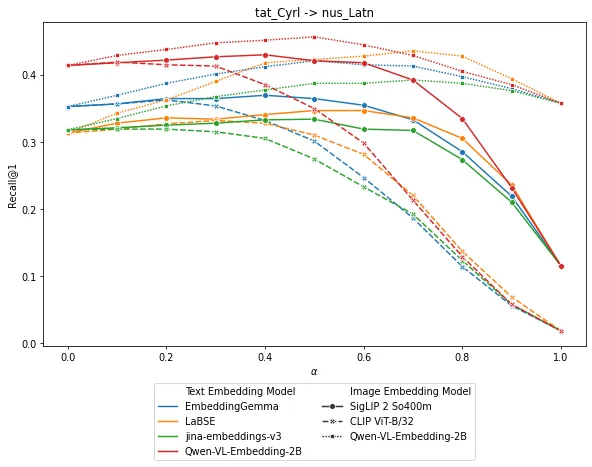 tat_Cyrl -> nus_Latn
Recall@1
0.4
0.3
0.2
0.1
0.0
0.0 0.2 0.4 0.6 0.8 1.0
α
Text Embedding Model
EmbeddingGemma
LaBSE
jina-embeddings-v3
Qwen-VL-Embedding-2B
Image Embedding Model
SigLIP 2 So400m
CLIP ViT-B/32
Qwen-VL-Embedding-2B